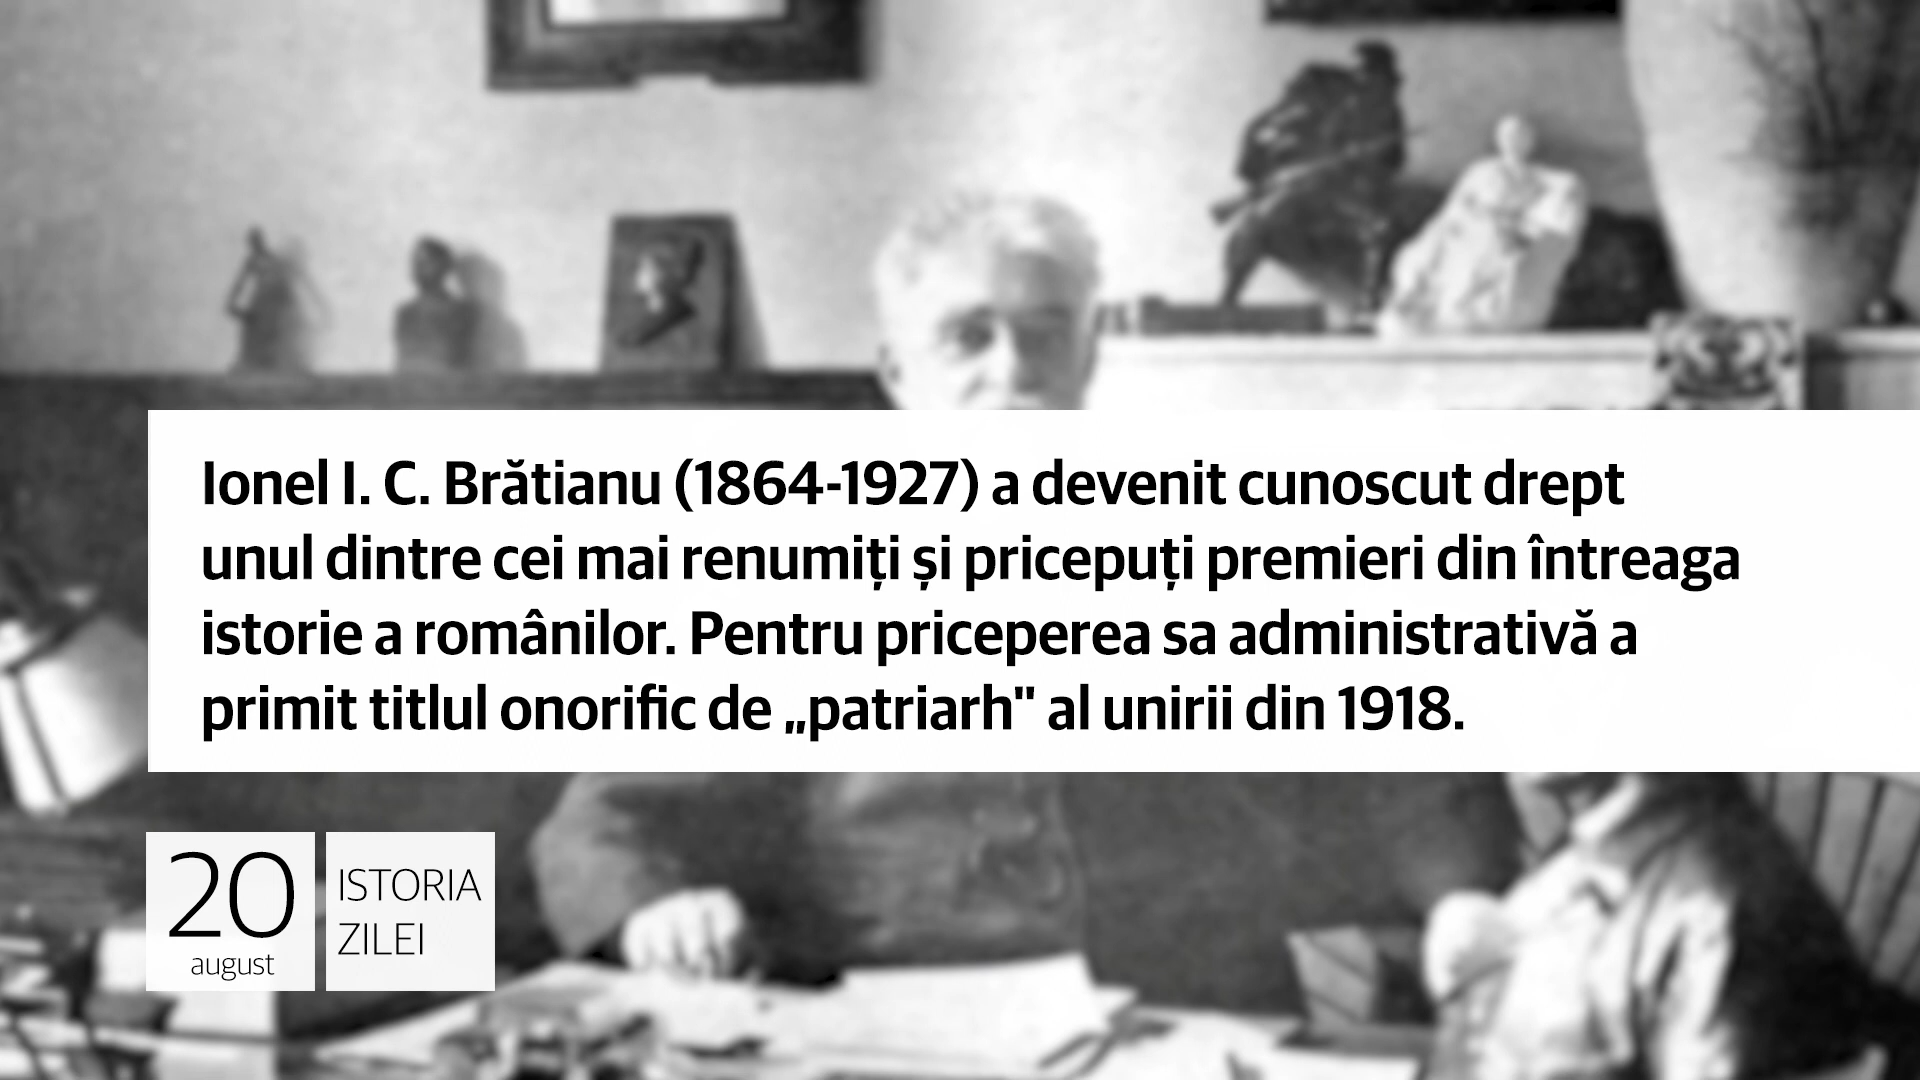 Ionel I. C. Brătianu (1864-1927) a devenit cunoscut drept
unul dintre cei mai renumiți și pricepuți premieri din întreaga
istorie a românilor. Pentru priceperea sa administrativă a
primit titlul onorific de „patriarh" al unirii din 1918.
20
august
ISTORIA
ZILEI